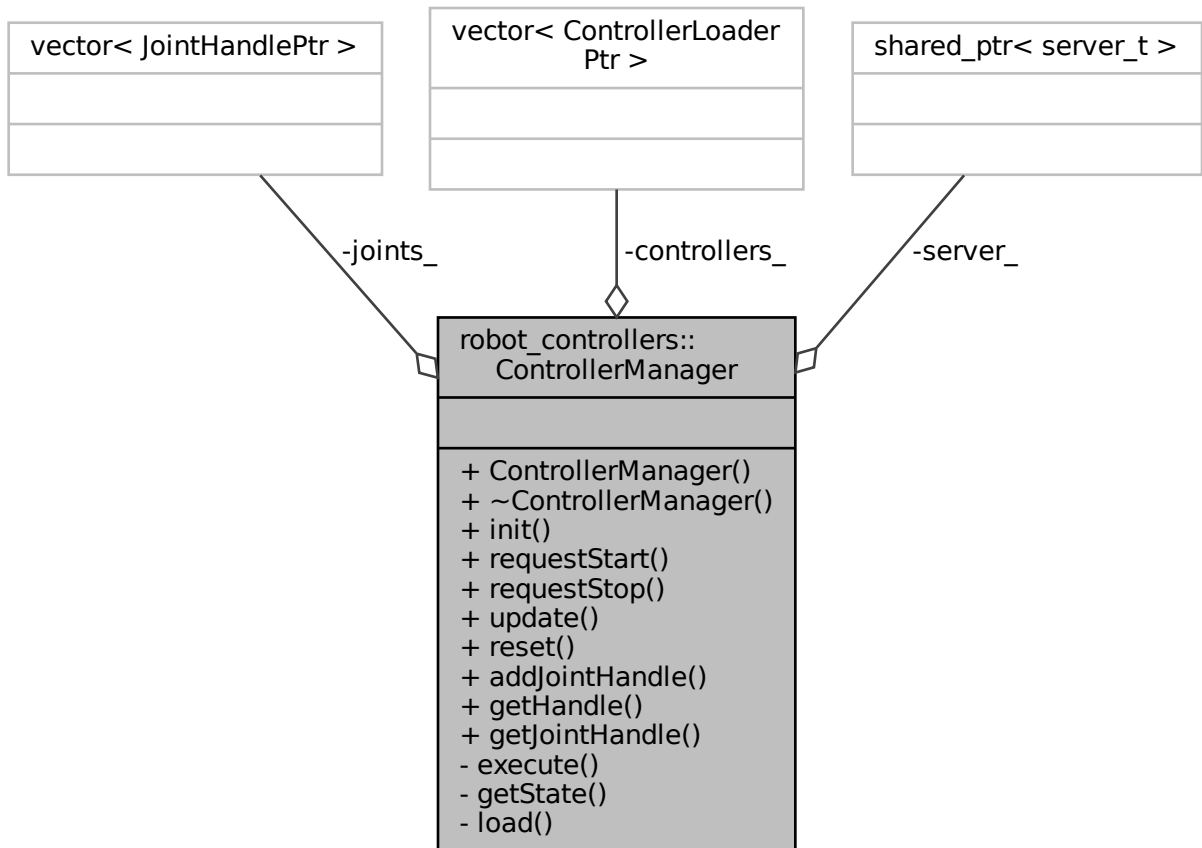 vector< JointHandlePtr >
vector< ControllerLoader
Ptr >
shared_ptr< server_t >
-joints_
-controllers_
-server_
robot_controllers::
ControllerManager
+ ControllerManager()
+ ~ControllerManager()
+ init()
+ requestStart()
+ requestStop()
+ update()
+ reset()
+ addJointHandle()
+ getHandle()
+ getJointHandle()
- execute()
- getState()
- load()